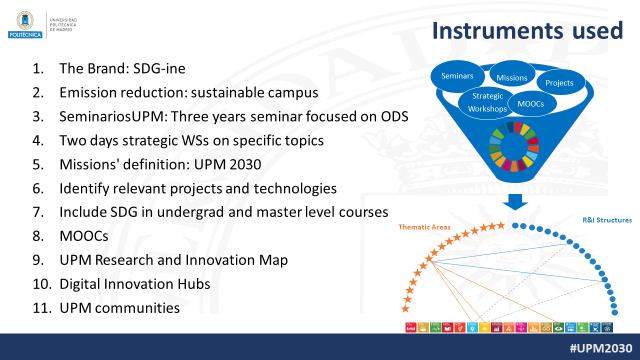 POLITÉCNICA
UNIVERSIDAD
POLITÉCNICA
DE MADRID
Instruments used
1. The Brand: SDG-ine
2. Emission reduction: sustainable campus
3. SeminariosUPM: Three years seminar focused on ODS
4. Two days strategic WSs on specific topics
5. Missions' definition: UPM 2030
6. Identify relevant projects and technologies
7. Include SDG in undergrad and master level courses
8. MOOCs
9. UPM Research and Innovation Map
10. Digital Innovation Hubs
11. UPM communities
Seminars
Missions
Projects
Strategic
Workshops
MOOCs
Thematic Areas
R&I Structures
#UPM2030